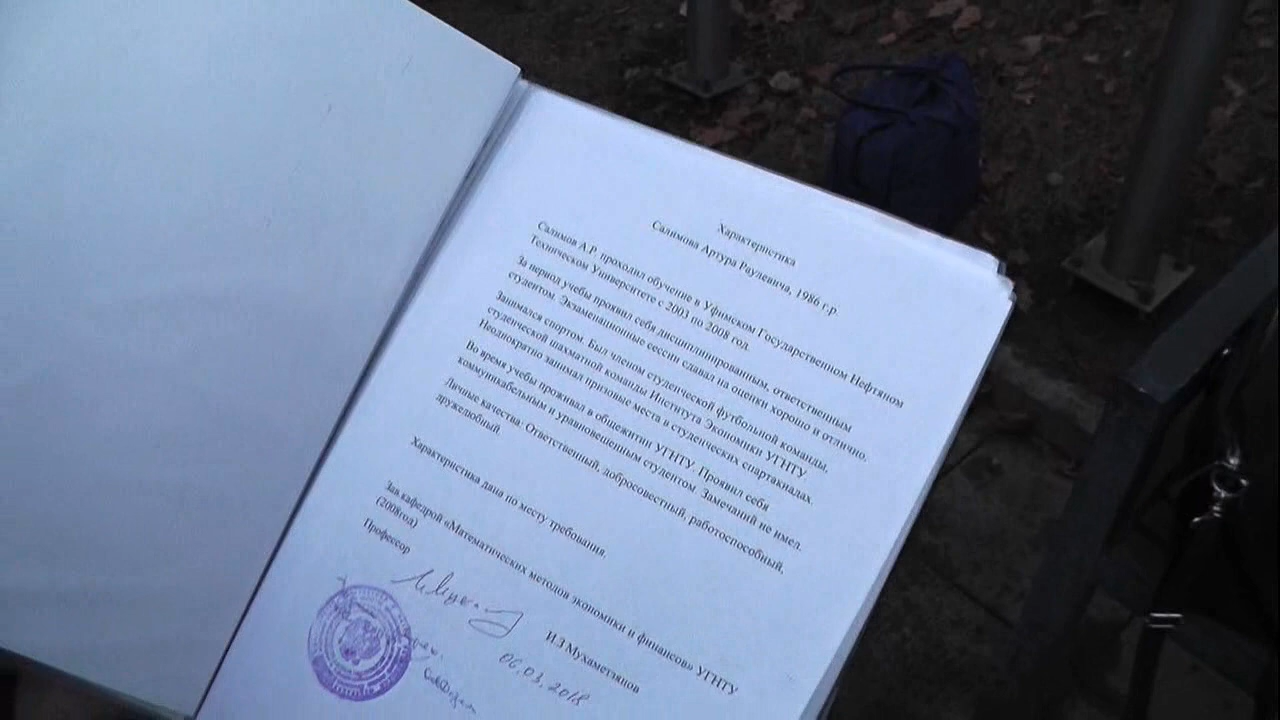 Характеристика
Салимова Артура Раулевича, 1986 г.р.
Салимов А.Р. проходил обучение в Уфимском Государственном Нефтяном
Техническом Университете с 2003 по 2008 год.
За период учебы проявил себя дисциплинированным, ответственным
студентом. Экзаменационные сессии сдавал на оценки хорошо и отлично.
Занимался спортом. Был членом студенческой футбольной команды,
студенческой шахматной команды Института Экономики УГНТУ.
Неоднократно занимал призовые места в студенческих спартакиадах.
Во время учебы проживал в общежитии УГНТУ. Проявил себя
коммуникабельным и уравновешенным студентом. Замечаний не имел.
Личные качества: Ответственный, добросовестный, работоспособный,
дружелюбный.
Характеристика дана по месту требования.
Зав кафедрой «Математических методов экономики и финансов» УГНТУ
(2008год)
Профессор
И.З Мухаметзянов
06.03.2018